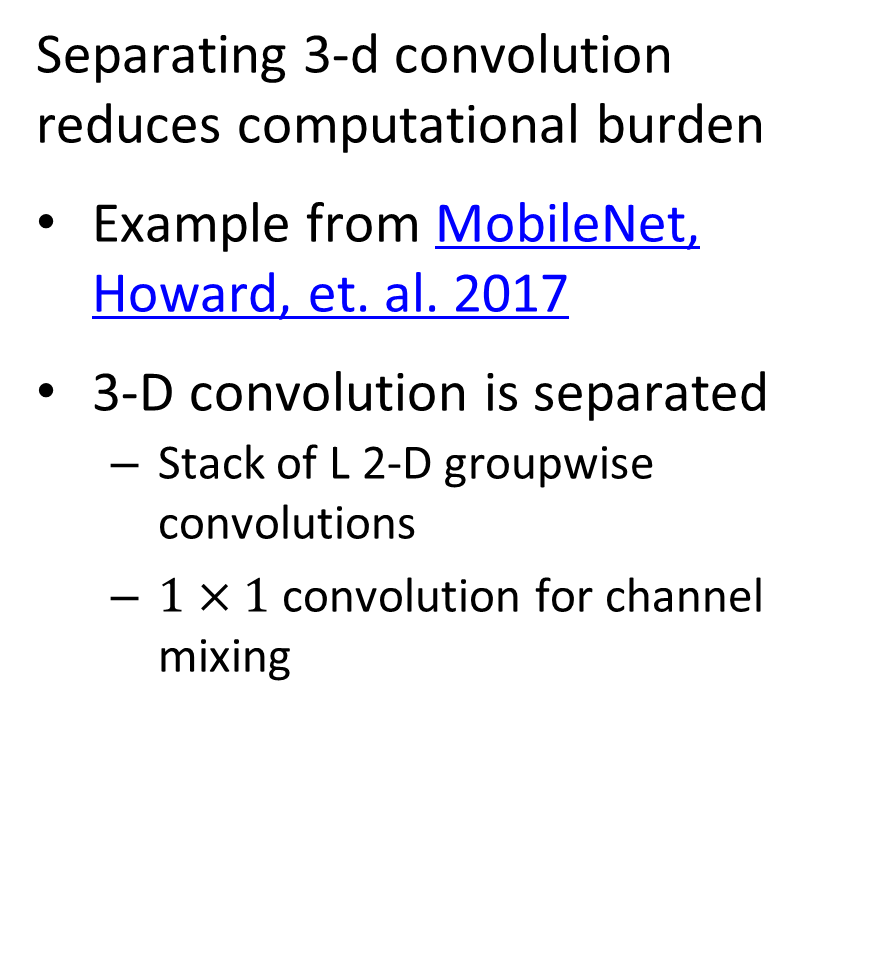 Separating 3-d convolution
reduces computational burden
• Example from MobileNet,
Howard, et. al. 2017
• 3-D convolution is separated
– Stack of L 2-D groupwise
convolutions
– 1 × 1 convolution for channel
mixing